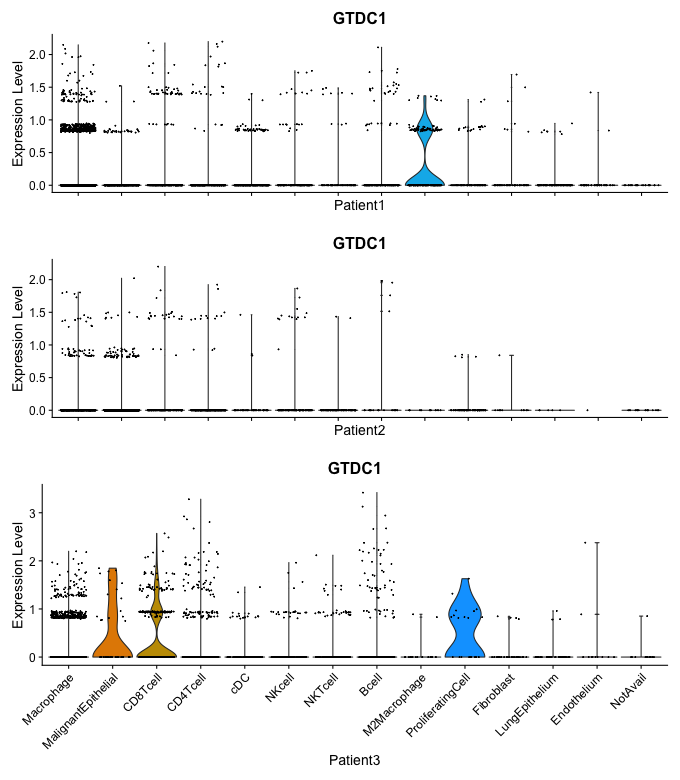 GTDC1
Expression Level
2.0
1.5
1.0
0.5
0.0
Patient1
GTDC1
Expression Level
2.0
1.5
1.0
0.5
0.0
Patient2
GTDC1
Expression Level
3
2
1
0
Macrophage
MalignantEpithelial
CD8Tcell
CD4Tcell
cDC
NKcell
NKTcell
Bcell
M2Macrophage
ProliferatingCell
Fibroblast
LungEpithelium
Endothelium
NotAvail
Patient3